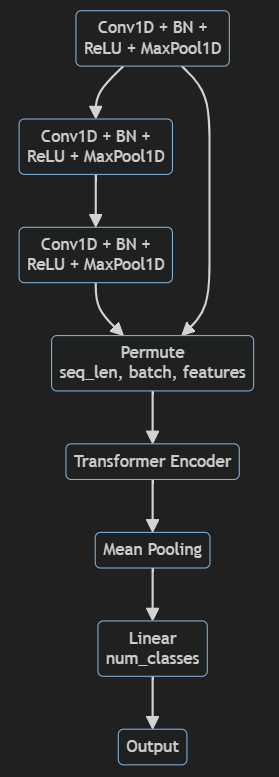 Conv1D + BN +
ReLU + MaxPool1D
Conv1D + BN +
ReLU + MaxPool1D
Conv1D + BN +
ReLU + MaxPool1D
Permute
seq_len, batch, features
Transformer Encoder
Mean Pooling
Linear
num_classes
Output